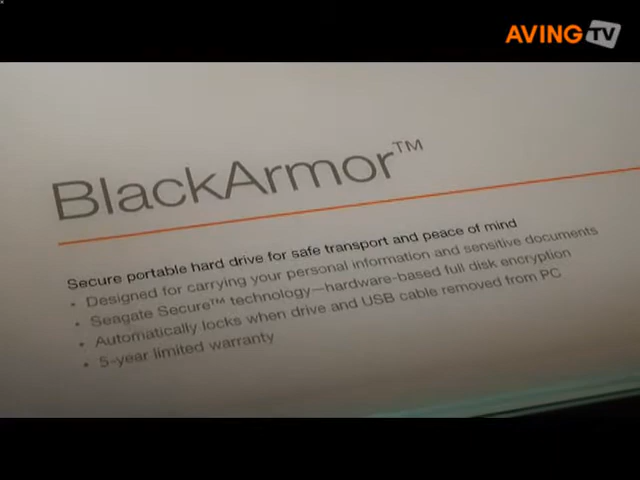 AVING TV
BlackArmor™
Secure portable hard drive for safe transport and peace of mind
• Designed for carrying your personal information and sensitive documents
• Seagate Secure™ technology—hardware-based full disk encryption
• Automatically locks when drive and USB cable removed from PC
• 5-year limited warranty